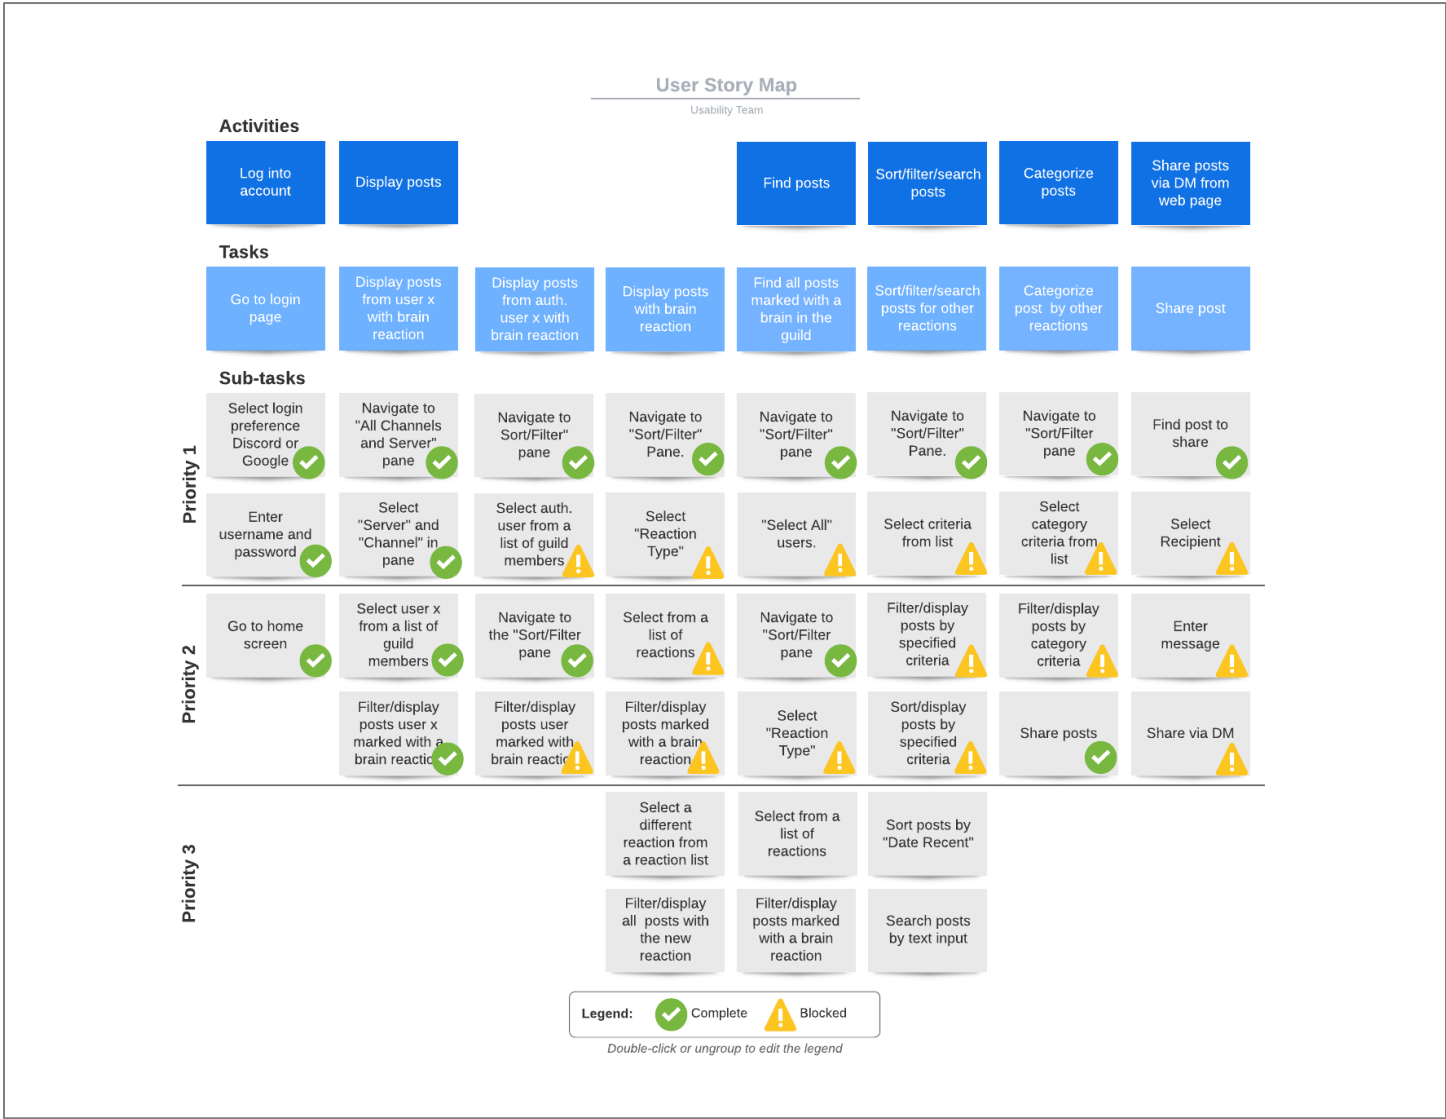 User Story Map
Usability Team
Activities
Log into
account
Display posts
Find posts
Sort/filter/search
posts
Categorize
posts
Share posts
via DM from
web page
Tasks
Go to login
page
Display posts
from user x
with brain
reaction
Display posts
from auth.
user x with
brain reaction
Display posts
with brain
reaction
Find all posts
marked with a
brain in the
guild
Sort/filter/search
posts for other
reactions
Categorize
post  by other
reactions
Share post
Sub-tasks
Priority 1
Select login
preference
Discord or
Google
Navigate to
"All Channels
and Server"
pane
Navigate to
Sort/Filter"
pane
Navigate to
"Sort/Filter"
Pane.
Navigate to
"Sort/Filter"
pane
Navigate to
"Sort/Filter"
Pane.
Navigate to
"Sort/Filter
pane
Find post to
share
Enter
username and
password
Select
"Server" and
"Channel" in
pane
Select auth.
user from a
list of guild
members
Select
"Reaction
Type"
"Select All"
users.
Select criteria
from list
Select
category
criteria from
list
Select
Recipient
Priority 2
Go to home
screen
Select user x
from a list of
guild
members
Navigate to
the "Sort/Filter
pane
Select from a
list of
reactions
Navigate to
"Sort/Filter
pane
Filter/display
posts by
specified
criteria
Filter/display
posts by
category
criteria
Enter
message
Filter/display
posts user x
marked with a
brain reactio
Filter/display
posts user
marked with
brain reactio
Filter/display
posts marked
with a brain
reaction
Select
"Reaction
Type"
Sort/display
posts by
specified
criteria
Share posts
Share via DM
Priority 3
Select a
different
reaction from
a reaction list
Select from a
list of
reactions
Sort posts by
"Date Recent"
Filter/display
all  posts with
the new
reaction
Filter/display
posts marked
with a brain
reaction
Search posts
by text input
Legend:
Complete
Blocked
Double-click or ungroup to edit the legend